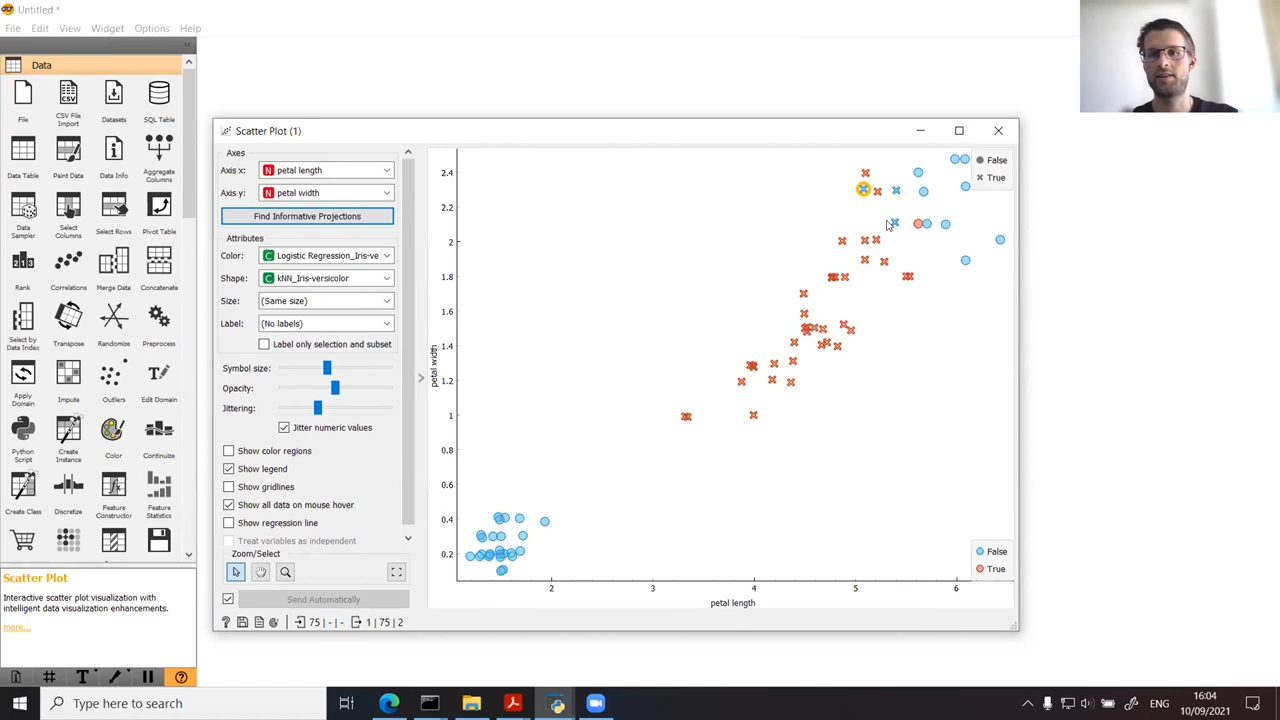 Untitled *
File Edit View Widget Options Help
Data
File
CSV File Import
Datasets
SQL Table
Data Table
Paint Data
Data Info
Aggregate Columns
Data Sampler
Select Columns
Select Rows
Pivot Table
Rank
Correlations
Merge Data
Concatenate
Select by Data Index
Transpose
Randomize
Preprocess
Apply Domain
Impute
Outliers
Edit Domain
Python Script
Create Instance
Color
Continuize
Create Class
Discretize
Feature Constructor
Feature Statistics
Scatter Plot
Interactive scatter plot visualization with
intelligent data visualization enhancements.
more...
Scatter Plot (1)
Axes
Axis x: N petal length
Axis y: N petal width
Find Informative Projections
Attributes
Color: C Logistic Regression_Iris-ve
Shape: C kNN_Iris-versicolor
Size: (Same size)
Label: (No labels)
Label only selection and subset
Symbol size:
Opacity:
Jittering:
Jitter numeric values
Show color regions
Show legend
Show gridlines
Show all data on mouse hover
Show regression line
Treat variables as independent
Zoom/Select
Send Automatically
75 | - | -
1 | 75 | 2
2.4
2.2
2
1.8
1.6
1.4
1.2
1
0.8
0.6
0.4
0.2
petal width
2 3 4 5 6
petal length
False
True
False
True
Type here to search
ENG
16:04
10/09/2021